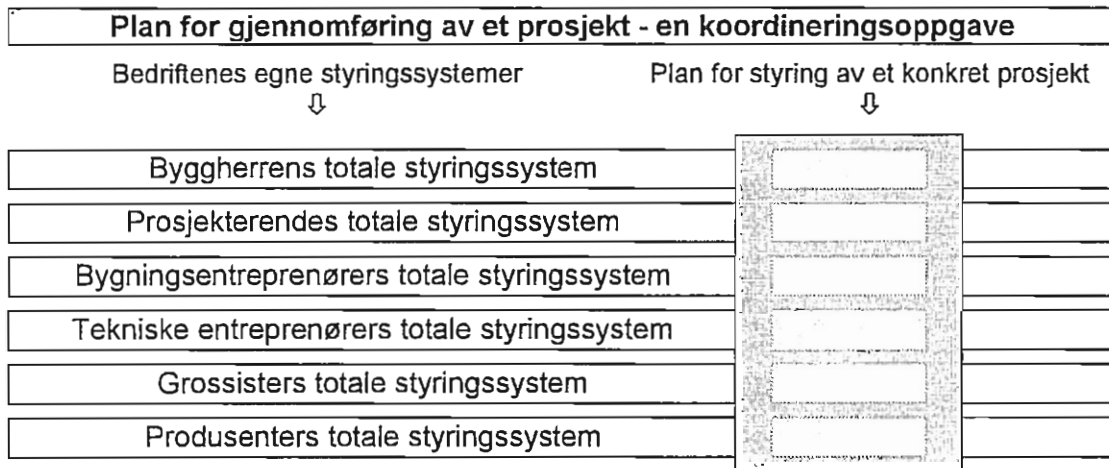 Plan for gjennomføring av et prosjekt - en koordineringsoppgave
Bedriftenes egne styringssystemer
Plan for styring av et konkret prosjekt
Byggherrens totale styringssystem
Prosjekterendes totale styringssystem
Bygningsentreprenørers totale styringssystem
Tekniske entreprenørers totale styringssystem
Grossisters totale styringssystem
Produsenters totale styringssystem